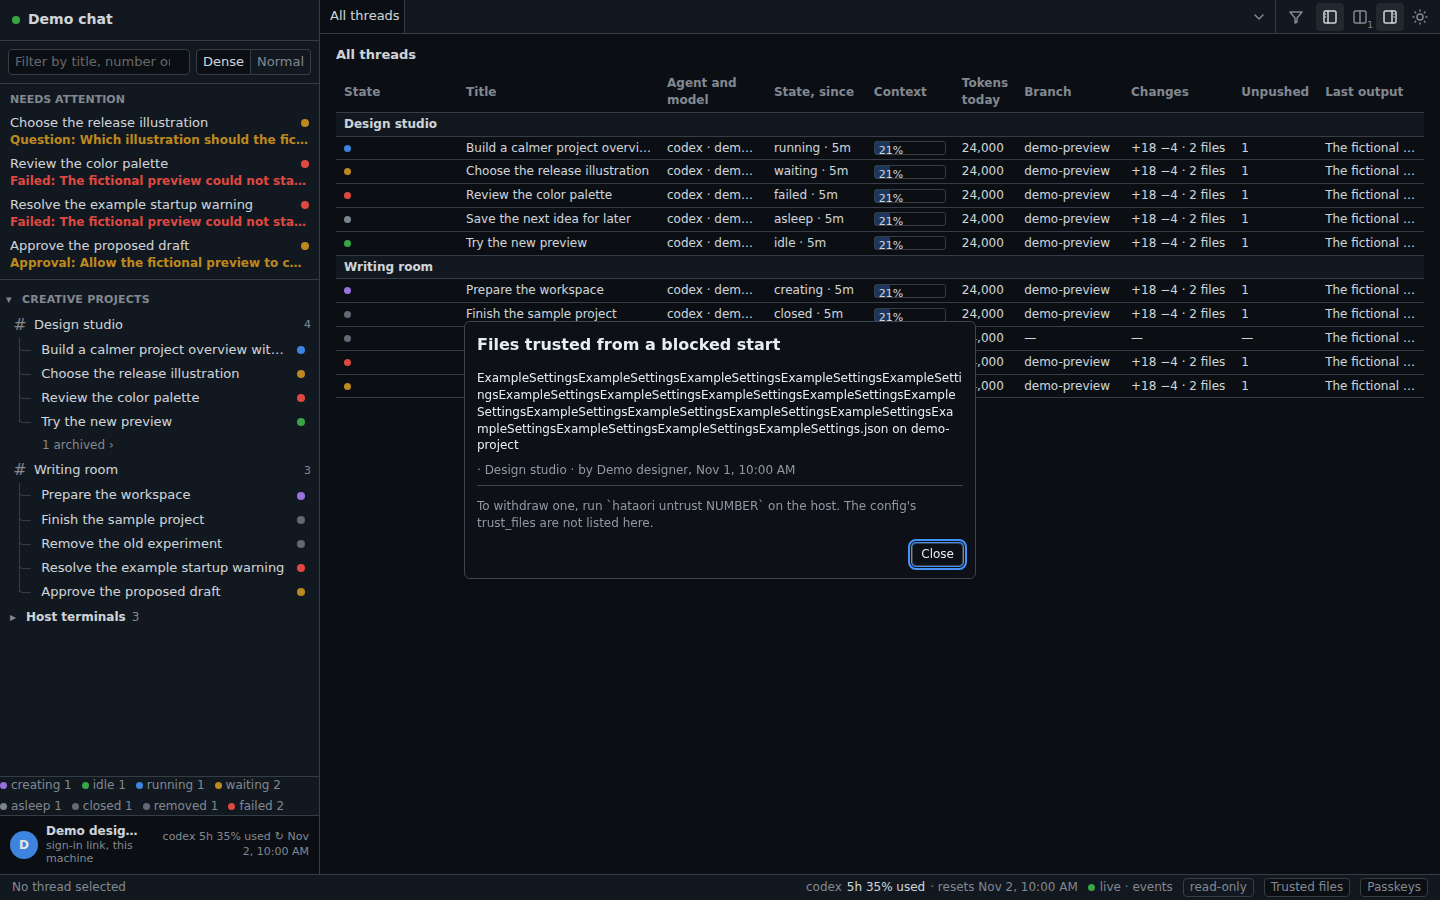 Demo chat
Filter by title, number or
Dense Normal
NEEDS ATTENTION
Choose the release illustration
Question: Which illustration should the fic…
Review the color palette
Failed: The fictional preview could not sta…
Resolve the example startup warning
Failed: The fictional preview could not sta…
Approve the proposed draft
Approval: Allow the fictional preview to c…
▾ CREATIVE PROJECTS
# Design studio 4
Build a calmer project overview wit…
Choose the release illustration
Review the color palette
Try the new preview
1 archived ›
# Writing room 3
Prepare the workspace
Finish the sample project
Remove the old experiment
Resolve the example startup warning
Approve the proposed draft
▸ Host terminals 3
creating 1 idle 1 running 1 waiting 2
asleep 1 closed 1 removed 1 failed 2
D
Demo desig…
sign-in link, this
machine
codex 5h 35% used ↻ Nov
2, 10:00 AM
All threads
1
All threads
State Title Agent and model State, since Context Tokens today Branch Changes Unpushed Last output
Design studio
Build a calmer project overvi… codex · dem… running · 5m 21% 24,000 demo-preview +18 −4 · 2 files 1 The fictional …
Choose the release illustration codex · dem… waiting · 5m 21% 24,000 demo-preview +18 −4 · 2 files 1 The fictional …
Review the color palette codex · dem… failed · 5m 21% 24,000 demo-preview +18 −4 · 2 files 1 The fictional …
Save the next idea for later codex · dem… asleep · 5m 21% 24,000 demo-preview +18 −4 · 2 files 1 The fictional …
Try the new preview codex · dem… idle · 5m 21% 24,000 demo-preview +18 −4 · 2 files 1 The fictional …
Writing room
Prepare the workspace codex · dem… creating · 5m 21% 24,000 demo-preview +18 −4 · 2 files 1 The fictional …
Finish the sample project codex · dem… closed · 5m 21% 24,000 demo-preview +18 −4 · 2 files 1 The fictional …
,000 — — — The fictional …
,000 demo-preview +18 −4 · 2 files 1 The fictional …
,000 demo-preview +18 −4 · 2 files 1 The fictional …
Files trusted from a blocked start
ExampleSettingsExampleSettingsExampleSettingsExampleSettingsExampleSetti
ngsExampleSettingsExampleSettingsExampleSettingsExampleSettingsExample
SettingsExampleSettingsExampleSettingsExampleSettingsExampleSettingsExa
mpleSettingsExampleSettingsExampleSettingsExampleSettings.json on demo-
project
· Design studio · by Demo designer, Nov 1, 10:00 AM
To withdraw one, run `hataori untrust NUMBER` on the host. The config's
trust_files are not listed here.
Close
No thread selected
codex 5h 35% used · resets Nov 2, 10:00 AM live · events read-only Trusted files Passkeys